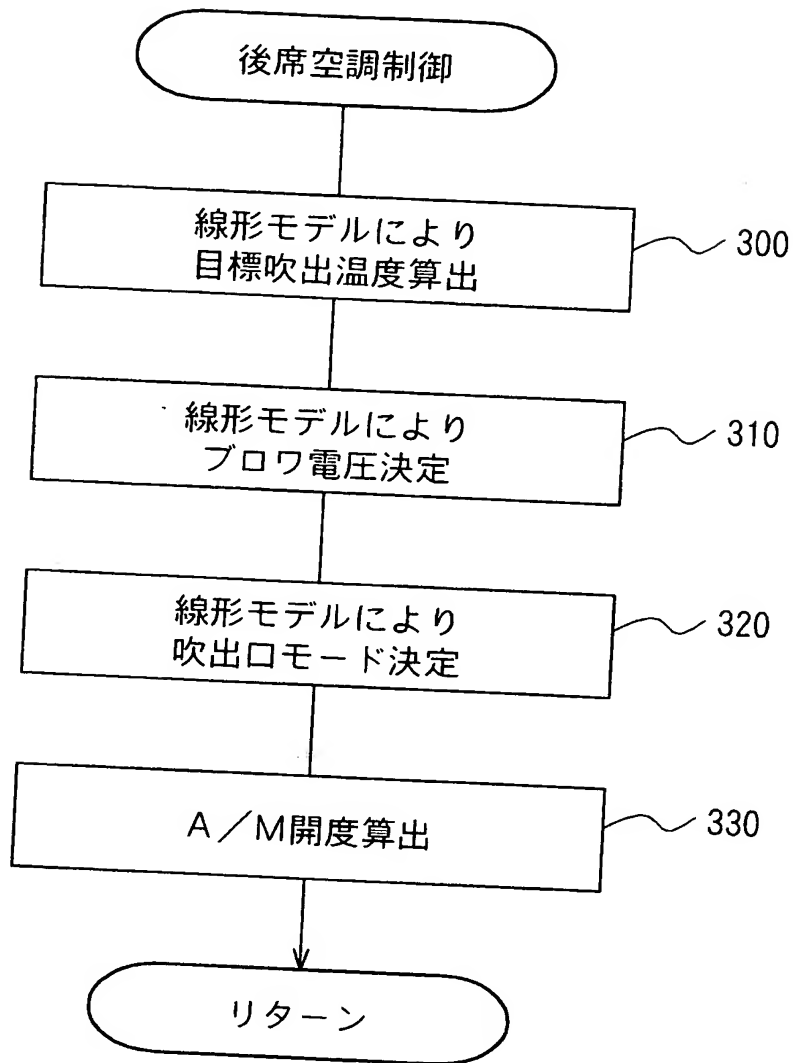 後席空調制御
線形モデルにより
目標吹出温度算出
300
線形モデルにより
ブロワ電圧決定
310
線形モデルにより
吹出口モード決定
320
A/M開度算出
330
リターン